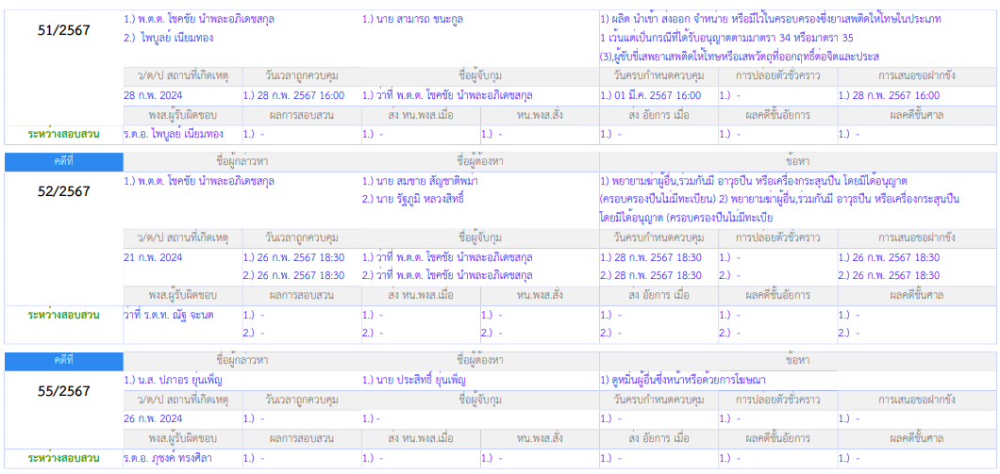 51/2567 1.) พ.ต.ต. โชคชัย นำพละอภิเดชสกุล 1.) นาย สามารถ ชนะกูล 1) ผลิต นำเข้า ส่งออก จำหน่าย หรือมีไว้ในครอบครองซึ่งยาเสพติดให้โทษในประเภท
2.) ไพบูลย์ เนียมทอง 1 เว้นแต่เป็นกรณีที่ได้รับอนุญาตตามมาตรา 34 หรือมาตรา 35
(3),ผู้ขับขี่เสพยาเสพติดให้โทษหรือเสพวัตถุที่ออกฤทธิ์ต่อจิตและประส
ว/ด/ป สถานที่เกิดเหตุ วันเวลาถูกควบคุม ชื่อผู้จับกุม วันครบกำหนดควบคุม การปล่อยตัวชั่วคราว การเสนอขอฝากขัง
28 ก.พ. 2024 1.) 28 ก.พ. 2567 16:00 1.) ว่าที่ พ.ต.ต. โชคชัย นำพละอภิเดชสกุล 1.) 01 มี.ค. 2567 16:00 1.) - 1.) 28 ก.พ. 2567 16:00
พงส.ผู้รับผิดชอบ ผลการสอบสวน ส่ง หน.พงส.เมื่อ หน.พงส.สั่ง ส่ง อัยการ เมื่อ ผลคดีชั้นอัยการ ผลคดีชั้นศาล
ระหว่างสอบสวน ร.ต.อ. ไพบูลย์ เนียมทอง 1.) - 1.) - 1.) - 1.) - 1.) - 1.) -
คดีที่ ชื่อผู้กล่าวหา ชื่อผู้ต้องหา ข้อหา
52/2567 1.) พ.ต.ต. โชคชัย นำพละอภิเดชสกุล 1.) นาย สมชาย สัญชาติพม่า 1) พยายามฆ่าผู้อื่น,ร่วมกันมี อาวุธปืน หรือเครื่องกระสุนปืน โดยมิได้อนุญาต
2.) นาย รัฐภูมิ หลวงสิทธิ์ (ครอบครองปืนไม่มีทะเบียน) 2) พยายามฆ่าผู้อื่น,ร่วมกันมี อาวุธปืน หรือเครื่องกระสุนปืน
โดยมิได้อนุญาต (ครอบครองปืนไม่มีทะเบีย
ว/ด/ป สถานที่เกิดเหตุ วันเวลาถูกควบคุม ชื่อผู้จับกุม วันครบกำหนดควบคุม การปล่อยตัวชั่วคราว การเสนอขอฝากขัง
21 ก.พ. 2024 1.) 26 ก.พ. 2567 18:30 1.) ว่าที่ พ.ต.ต. โชคชัย นำพละอภิเดชสกุล 1.) 28 ก.พ. 2567 18:30 1.) - 1.) 26 ก.พ. 2567 18:30
2.) 26 ก.พ. 2567 18:30 2.) ว่าที่ พ.ต.ต. โชคชัย นำพละอภิเดชสกุล 2.) 28 ก.พ. 2567 18:30 2.) - 2.) 26 ก.พ. 2567 18:30
พงส.ผู้รับผิดชอบ ผลการสอบสวน ส่ง หน.พงส.เมื่อ หน.พงส.สั่ง ส่ง อัยการ เมื่อ ผลคดีชั้นอัยการ ผลคดีชั้นศาล
ระหว่างสอบสวน ว่าที่ ร.ต.ท. ณัฐ จะนต 1.) - 1.) - 1.) - 1.) - 1.) - 1.) -
2.) - 2.) - 2.) - 2.) - 2.) - 2.) -
คดีที่ ชื่อผู้กล่าวหา ชื่อผู้ต้องหา ข้อหา
55/2567 1.) น.ส. ปภาอร ยุ่นเพ็ญ 1.) นาย ประสิทธิ์ ยุ่นเพ็ญ 1) ดูหมิ่นผู้อื่นซึ่งหน้าหรือด้วยการโฆษณา
ว/ด/ป สถานที่เกิดเหตุ วันเวลาถูกควบคุม ชื่อผู้จับกุม วันครบกำหนดควบคุม การปล่อยตัวชั่วคราว การเสนอขอฝากขัง
26 ก.พ. 2024 1.) - 1.) - 1.) - 1.) - 1.) -
พงส.ผู้รับผิดชอบ ผลการสอบสวน ส่ง หน.พงส.เมื่อ หน.พงส.สั่ง ส่ง อัยการ เมื่อ ผลคดีชั้นอัยการ ผลคดีชั้นศาล
ระหว่างสอบสวน ร.ต.อ. ภุชงค์ ทรงศิลา 1.) - 1.) - 1.) - 1.) - 1.) - 1.) -